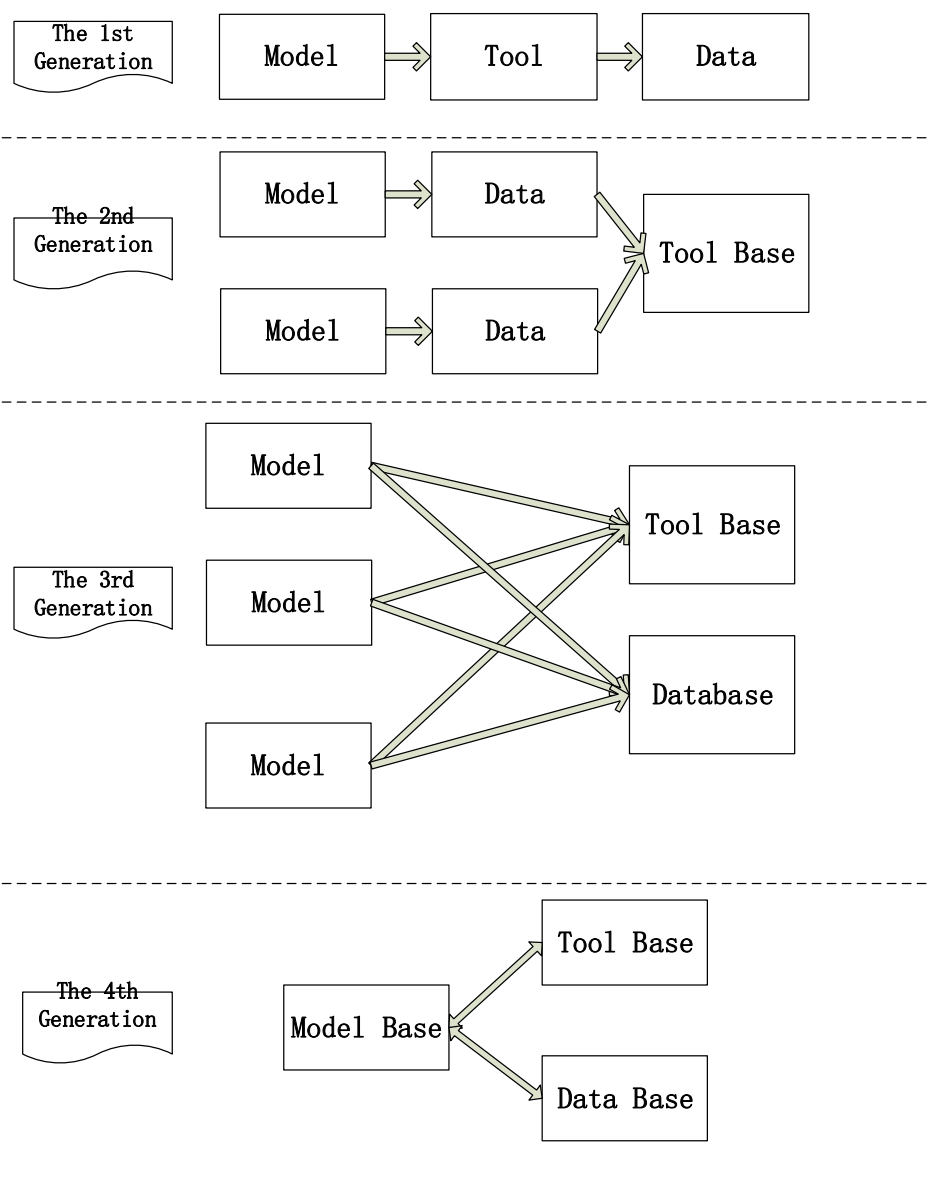 The 1st
Generation
Model
Tool
Data
The 2nd
Generation
Model
Data
Tool Base
Model
Data
The 3rd
Generation
Model
Tool Base
Model
Database
Model
The 4th
Generation
Model Base
Tool Base
Data Base